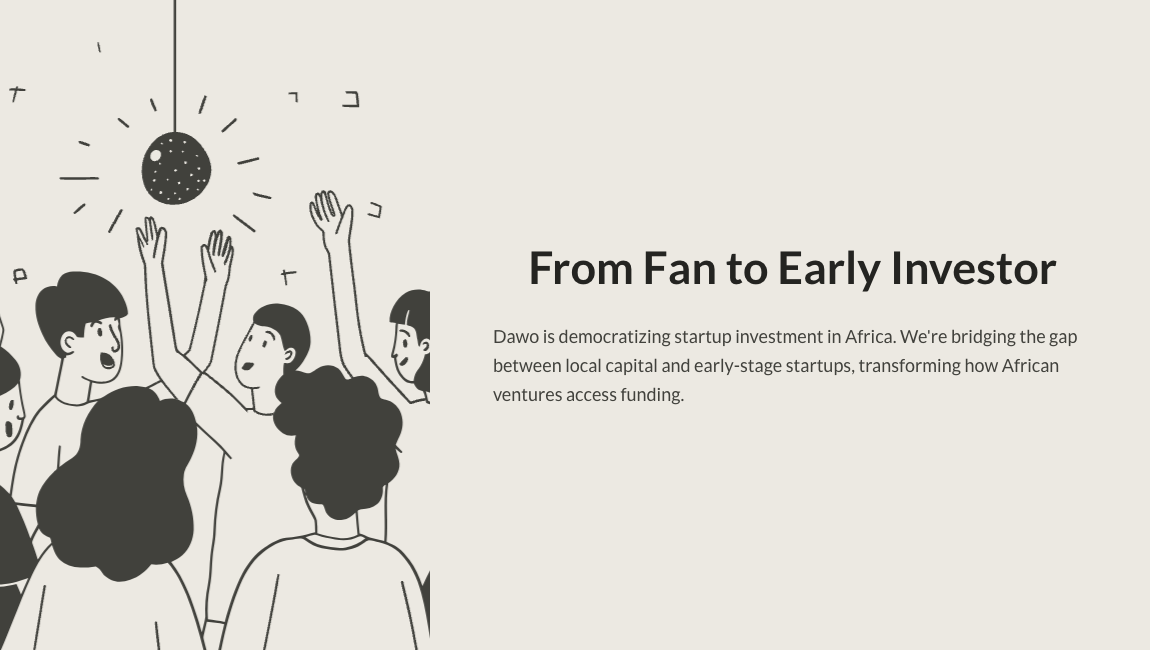 From Fan to Early Investor
Dawo is democratizing startup investment in Africa. We're bridging the gap
between local capital and early-stage startups, transforming how African
ventures access funding.